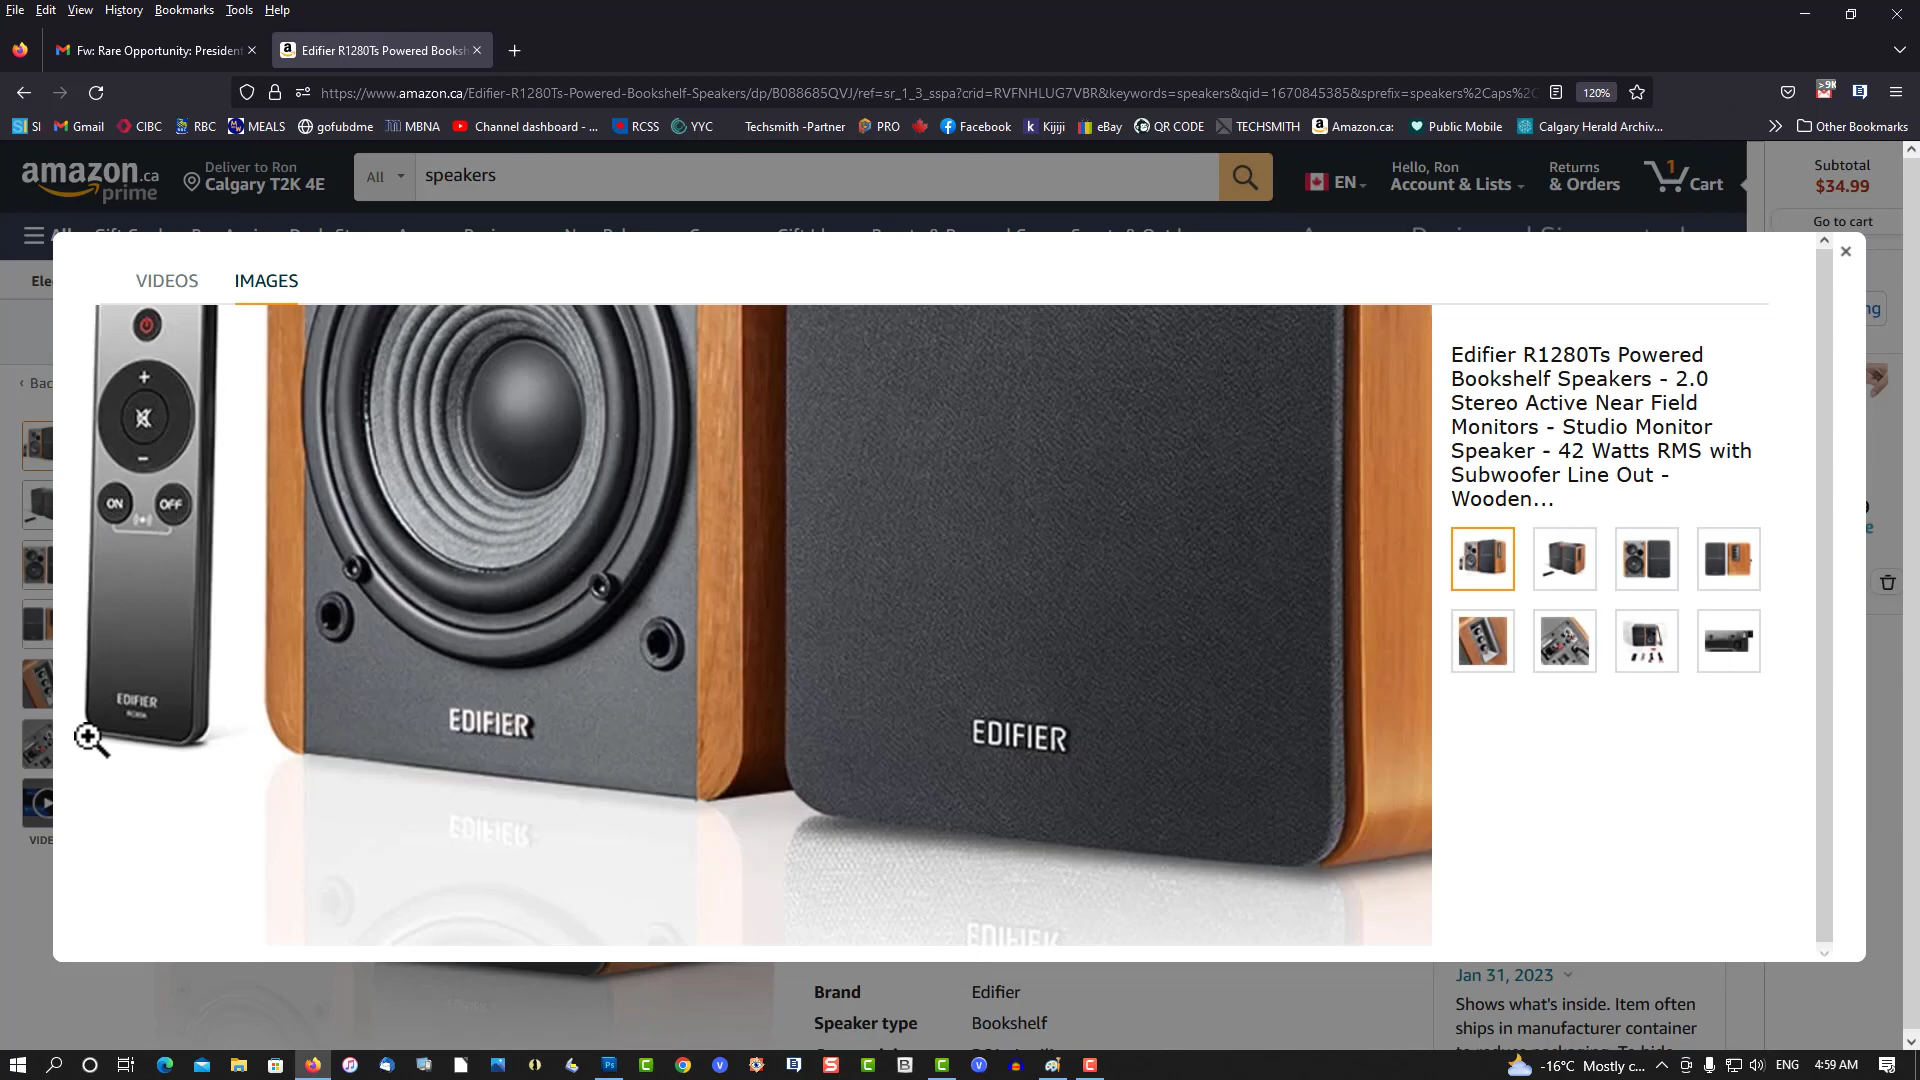 File Edit View History Bookmarks Tools Help
Fw: Rare Opportunity: President
Edifier R1280Ts Powered Booksh
https://www.amazon.ca/Edifier-R1280Ts-Powered-Bookshelf-Speakers/dp/B088685QVJ/ref=sr_1_3_sspa?crid=RVFNHLUG7VBR&keywords=speakers&qid=1670845385&sprefix=speakers%2Caps%2C
120%
>9K
SI Gmail CIBC RBC MEALS gofubdme MBNA Channel dashboard - ... RCSS YYC Techsmith -Partner PRO Facebook Kijiji eBay QR CODE TECHSMITH Amazon.ca: Public Mobile Calgary Herald Archiv... Other Bookmarks
amazon.ca
prime
Deliver to Ron
Calgary T2K 4E
All
speakers
EN
Hello, Ron
Account & Lists
Returns
& Orders
1
Cart
Subtotal
$34.99
Go to cart
VIDEOS IMAGES
Ele
‹ Bac
ng
ON OFF
EDIFIER
EDIFIER
EDIFIER
EDIFIER
EDIFIER
Edifier R1280Ts Powered
Bookshelf Speakers - 2.0
Stereo Active Near Field
Monitors - Studio Monitor
Speaker - 42 Watts RMS with
Subwoofer Line Out -
Wooden...
VIDE
Brand Edifier
Speaker type Bookshelf
Jan 31, 2023
Shows what's inside. Item often
ships in manufacturer container
-16°C Mostly c...
ENG
4:59 AM